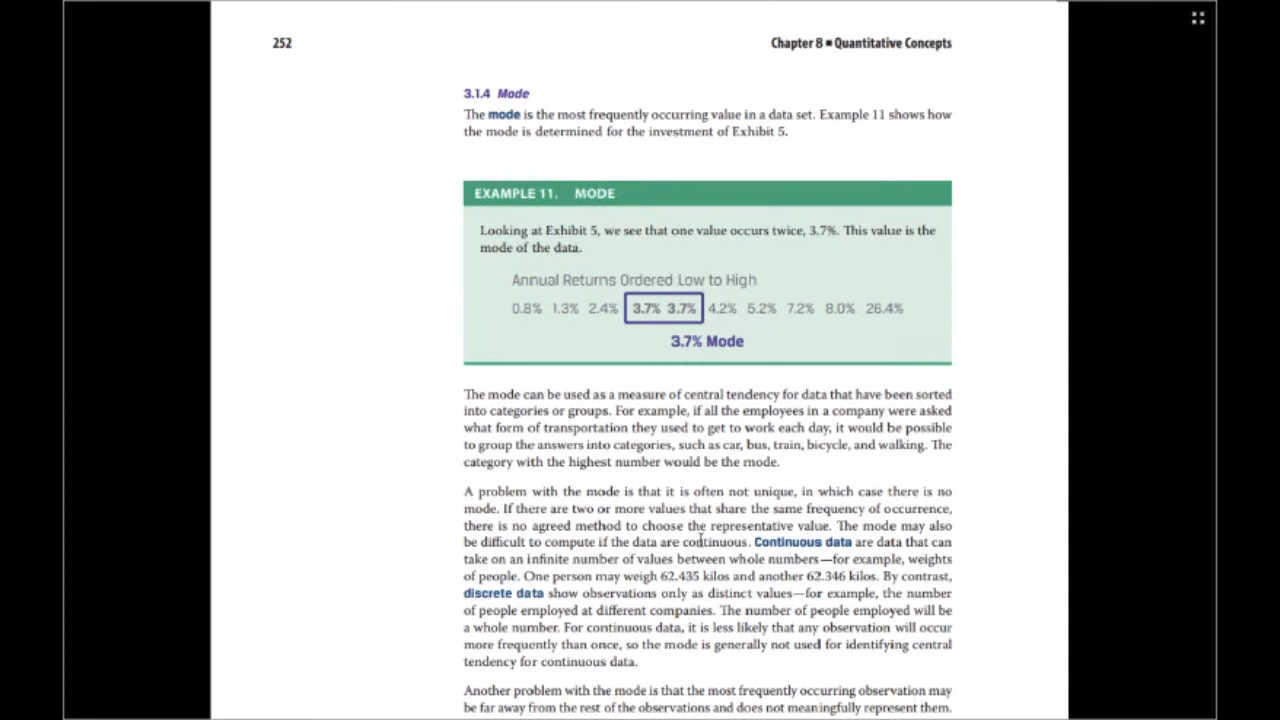 252
Chapter 8 ■ Quantitative Concepts
3.1.4 Mode
The mode is the most frequently occurring value in a data set. Example 11 shows how
the mode is determined for the investment of Exhibit 5.
EXAMPLE 11. MODE
Looking at Exhibit 5, we see that one value occurs twice, 3.7%. This value is the
mode of the data.
Annual Returns Ordered Low to High
0.8% 1.3% 2.4% 3.7% 3.7% 4.2% 5.2% 7.2% 8.0% 26.4%
3.7% Mode
The mode can be used as a measure of central tendency for data that have been sorted
into categories or groups. For example, if all the employees in a company were asked
what form of transportation they used to get to work each day, it would be possible
to group the answers into categories, such as car, bus, train, bicycle, and walking. The
category with the highest number would be the mode.
A problem with the mode is that it is often not unique, in which case there is no
mode. If there are two or more values that share the same frequency of occurrence,
there is no agreed method to choose the representative value. The mode may also
be difficult to compute if the data are continuous. Continuous data are data that can
take on an infinite number of values between whole numbers—for example, weights
of people. One person may weigh 62.435 kilos and another 62.346 kilos. By contrast,
discrete data show observations only as distinct values—for example, the number
of people employed at different companies. The number of people employed will be
a whole number. For continuous data, it is less likely that any observation will occur
more frequently than once, so the mode is generally not used for identifying central
tendency for continuous data.
Another problem with the mode is that the most frequently occurring observation may
be far away from the rest of the observations and does not meaningfully represent them.